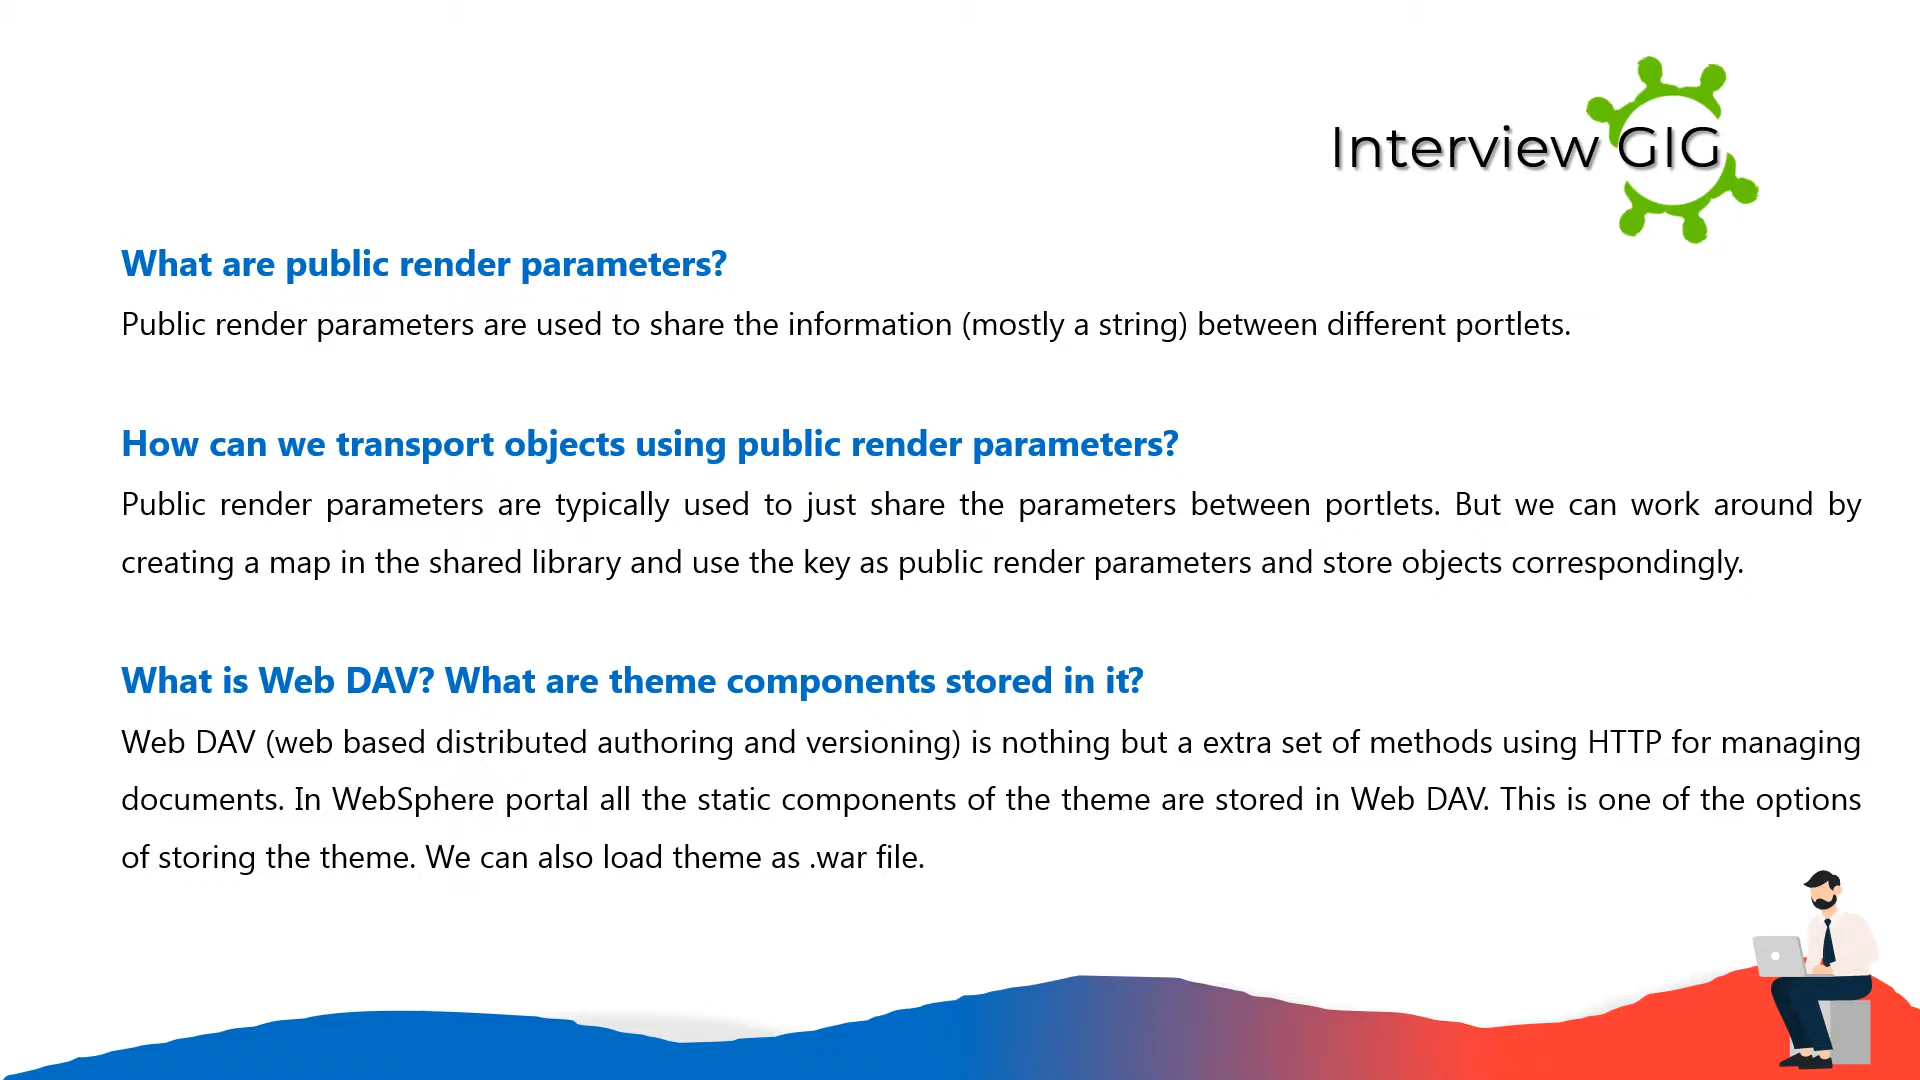 Interview GIG
What are public render parameters?
Public render parameters are used to share the information (mostly a string) between different portlets.
How can we transport objects using public render parameters?
Public render parameters are typically used to just share the parameters between portlets. But we can work around by
creating a map in the shared library and use the key as public render parameters and store objects correspondingly.
What is Web DAV? What are theme components stored in it?
Web DAV (web based distributed authoring and versioning) is nothing but a extra set of methods using HTTP for managing
documents. In WebSphere portal all the static components of the theme are stored in Web DAV. This is one of the options
of storing the theme. We can also load theme as .war file.